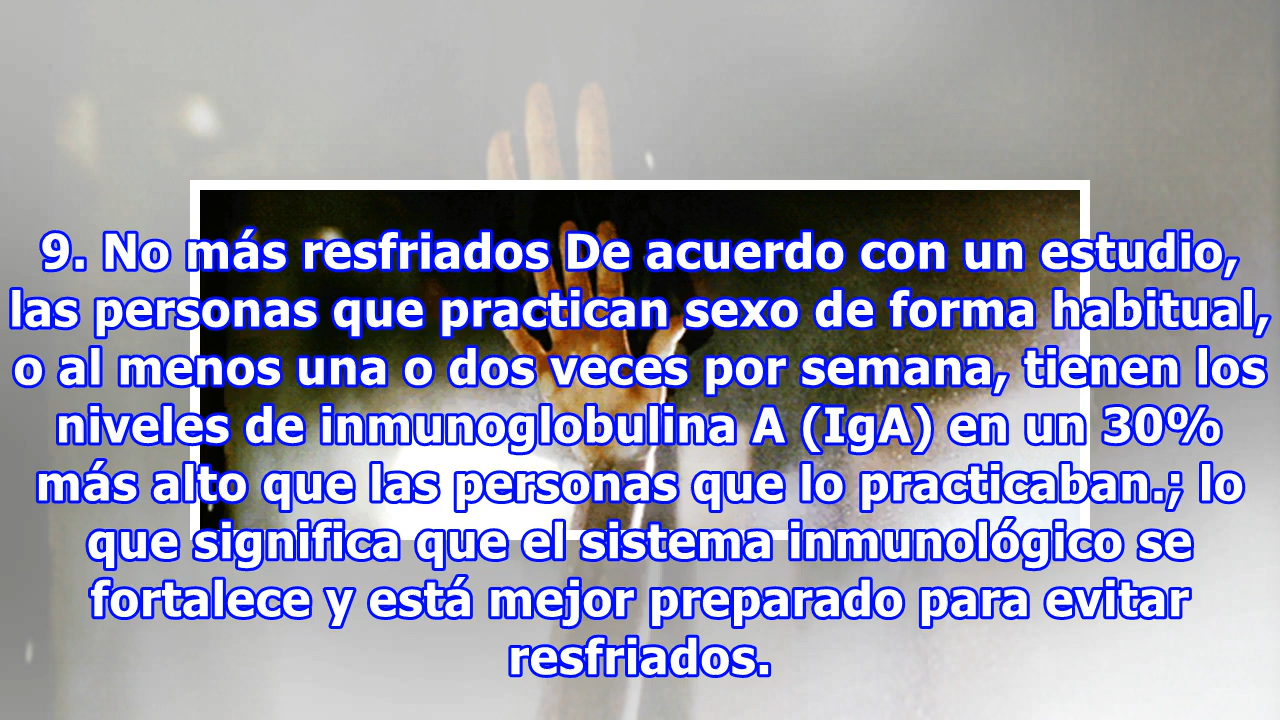 9. No más resfriados De acuerdo con un estudio,
las personas que practican sexo de forma habitual,
o al menos una o dos veces por semana, tienen los
niveles de inmunoglobulina A (IgA) en un 30%
más alto que las personas que lo practicaban.; lo
que significa que el sistema inmunológico se
fortalece y está mejor preparado para evitar
resfriados.